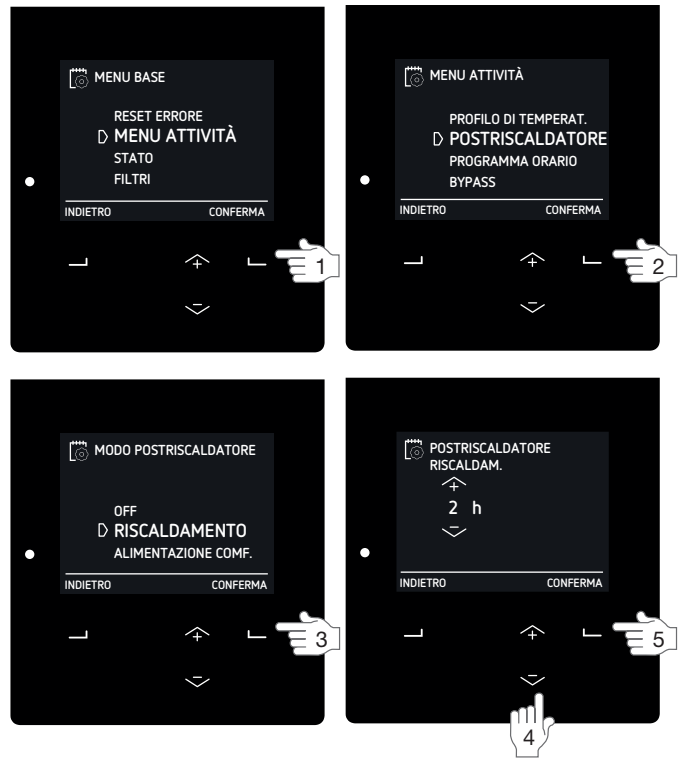 MENU BASE
RESET ERRORE
MENU ATTIVITÀ
STATO
FILTRI
INDIETRO CONFERMA
1
MENU ATTIVITÀ
PROFILO DI TEMPERAT.
POSTRISCALDATORE
PROGRAMMA ORARIO
BYPASS
INDIETRO CONFERMA
2
MODO POSTRISCALDATORE
OFF
RISCALDAMENTO
ALIMENTAZIONE COMF.
INDIETRO CONFERMA
3
POSTRISCALDATORE
RISCALDAM.
+
2 h
−
INDIETRO CONFERMA
5
4